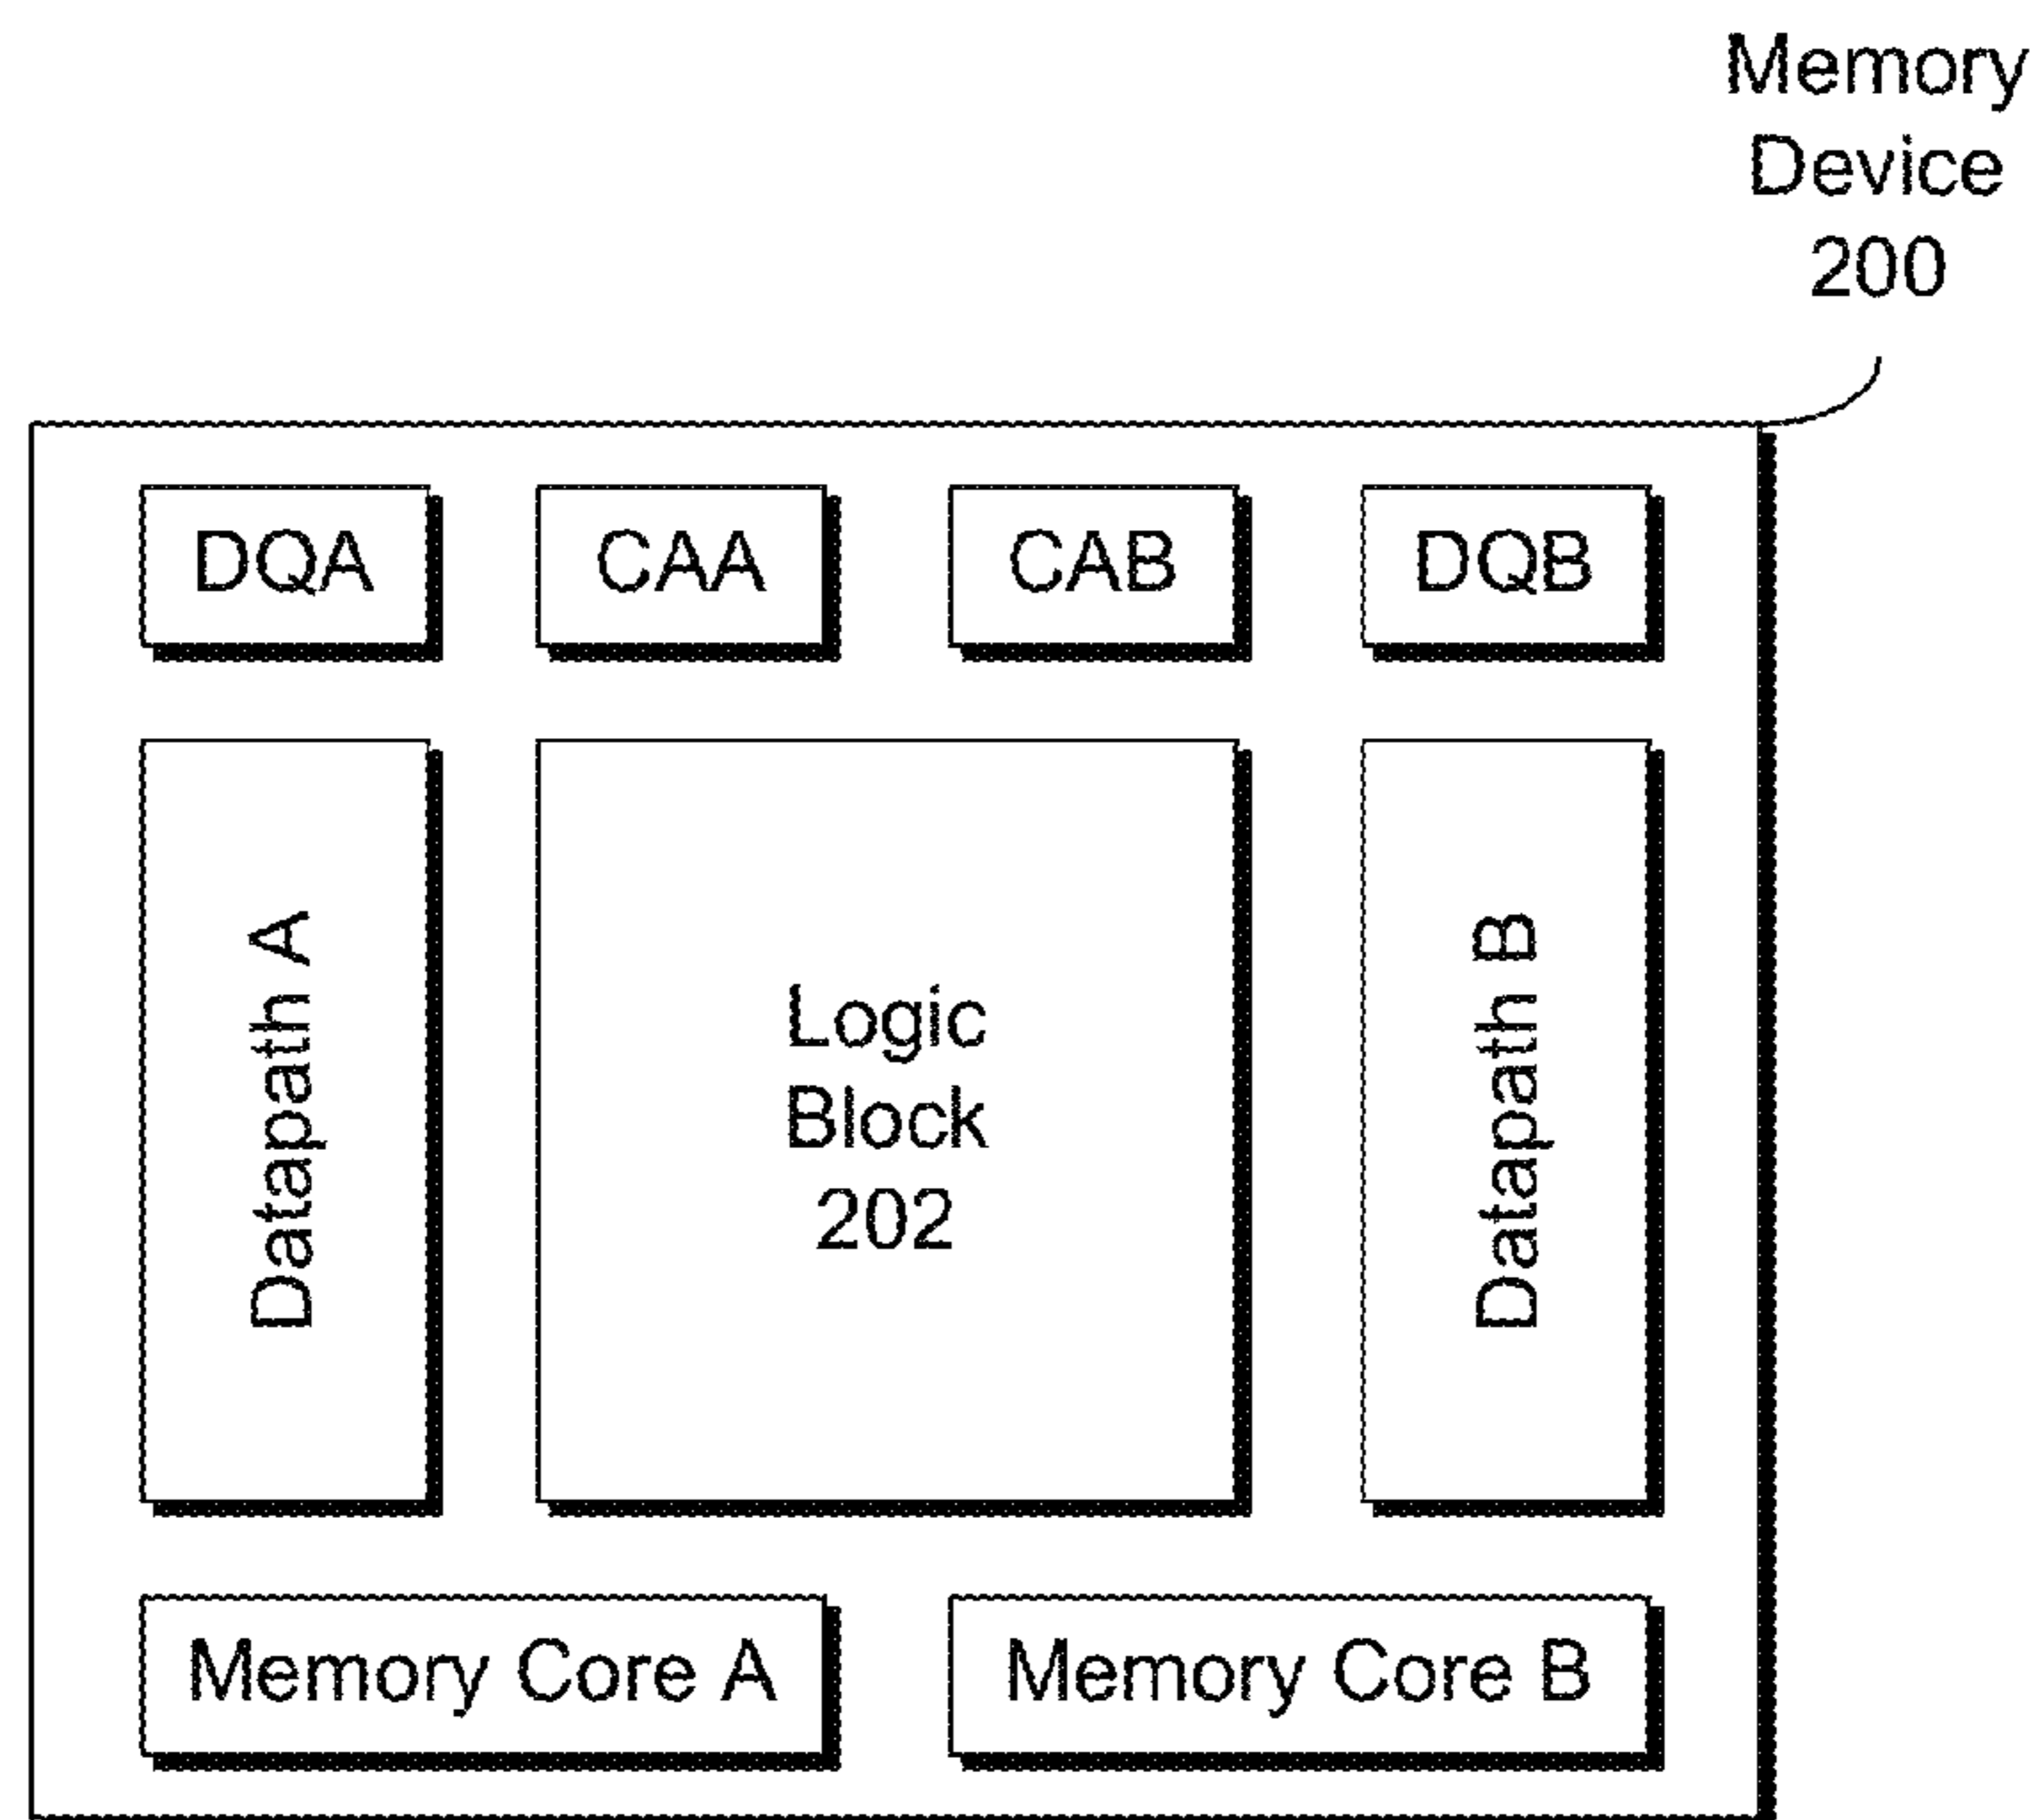 Memory
Device
200
DQA
CAA
CAB
DQB
Datapath A
Logic
Block
202
Datapath B
Memory Core A
Memory Core B